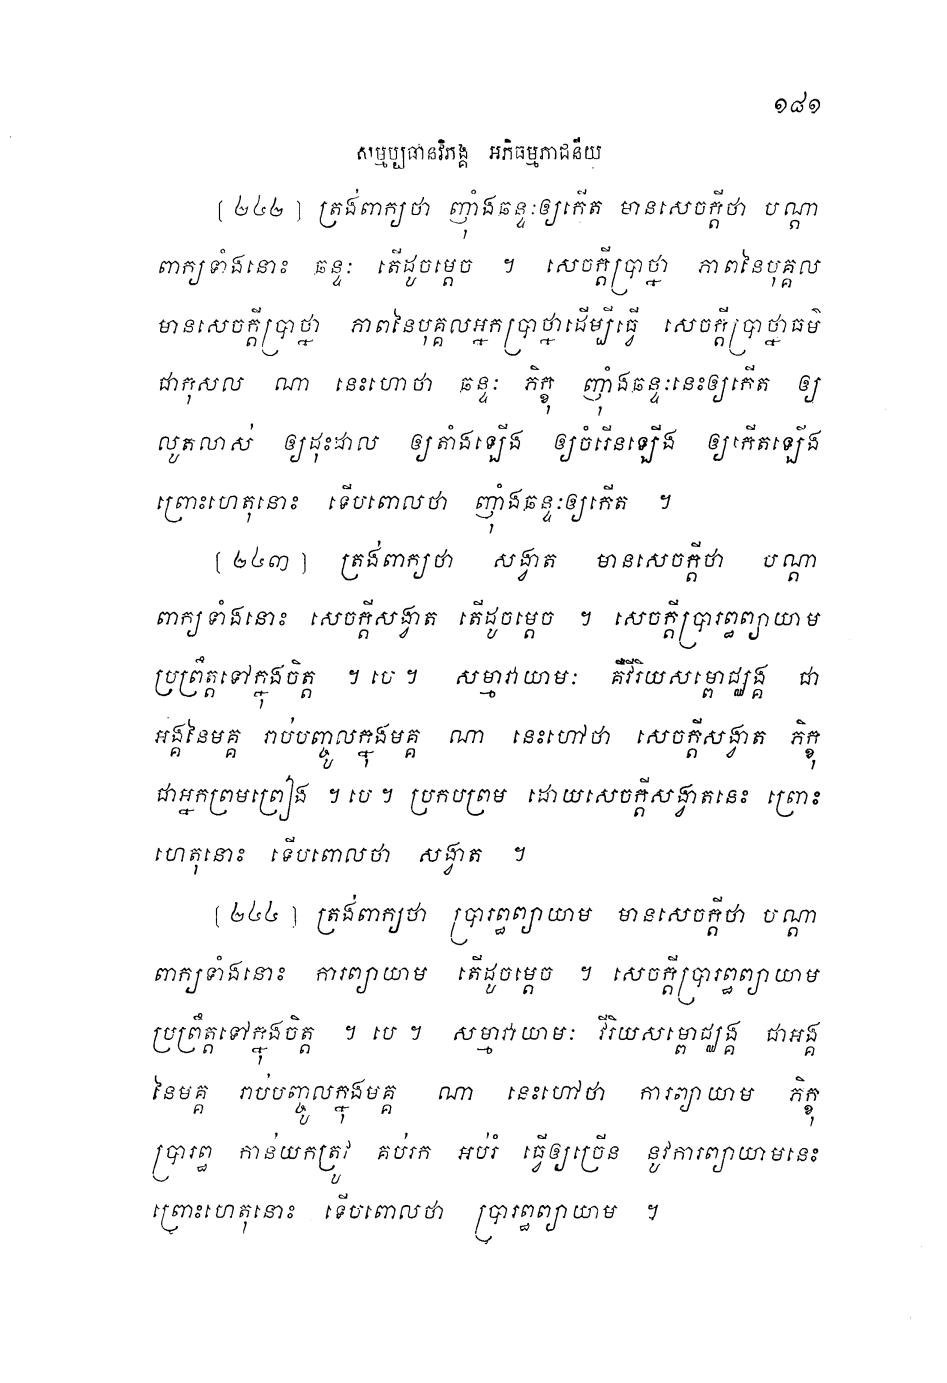 ១៨១
សម្មប្បធានវិភង្គ អភិធម្មភាជនីយ
[២៤២] ត្រង់ពាក្យថា ញុំាងឆន្ទៈឲ្យកើត មានសេចក្តីថា បណ្តា
ពាក្យទាំងនោះ ឆន្ទៈ តើដូចម្តេច ។ សេចក្តីប្រាថ្នា ភាពនៃបុគ្គល
មានសេចក្តីប្រាថ្នា ភាពនៃបុគ្គលអ្នកប្រាថ្នាដើម្បីធ្វើ សេចក្តីប្រាថ្នាធម៌
ជាកុសល ណា នេះហោថា ឆន្ទៈ ភិក្ខុ ញុំាងឆន្ទៈនេះឲ្យកើត ឲ្យ
លូតលាស់ ឲ្យដុះដាល ឲ្យតាំងឡើង ឲ្យចំរើនឡើង ឲ្យកើតឡើង
ព្រោះហេតុនោះ ទើបពោលថា ញុំាងឆន្ទៈឲ្យកើត ។
[២៤៣] ត្រង់ពាក្យថា សង្វាត មានសេចក្តីថា បណ្តា
ពាក្យទាំងនោះ សេចក្តីសង្វាត តើដូចម្តេច ។ សេចក្តីប្រារព្ធព្យាយាម
ប្រព្រឹត្តទៅក្នុងចិត្ត ។ បេ ។ សម្មាវាយាមៈ គឺវីរិយសម្ពោជ្ឈង្គ ជា
អង្គនៃមគ្គ រាប់បញ្ចូលក្នុងមគ្គ ណា នេះហៅថា សេចក្តីសង្វាត ភិក្ខុ
ជាអ្នកព្រមព្រៀង ។ បេ ។ ប្រកបព្រម ដោយសេចក្តីសង្វាតនេះ ព្រោះ
ហេតុនោះ ទើបពោលថា សង្វាត ។
[២៤៤] ត្រង់ពាក្យថា ប្រារព្ធព្យាយាម មានសេចក្តីថា បណ្តា
ពាក្យទាំងនោះ ការព្យាយាម តើដូចម្តេច ។ សេចក្តីប្រារព្ធព្យាយាម
ប្រព្រឹត្តទៅក្នុងចិត្ត ។ បេ ។ សម្មាវាយាមៈ វីរិយសម្ពោជ្ឈង្គ ជាអង្គ
នៃមគ្គ រាប់បញ្ចូលក្នុងមគ្គ ណា នេះហៅថា ការព្យាយាម ភិក្ខុ
ប្រារព្ធ កាន់យកត្រូវ គប់រក អប់រំ ធ្វើឲ្យច្រើន នូវការព្យាយាមនេះ
ព្រោះហេតុនោះ ទើបពោលថា ប្រារព្ធព្យាយាម ។